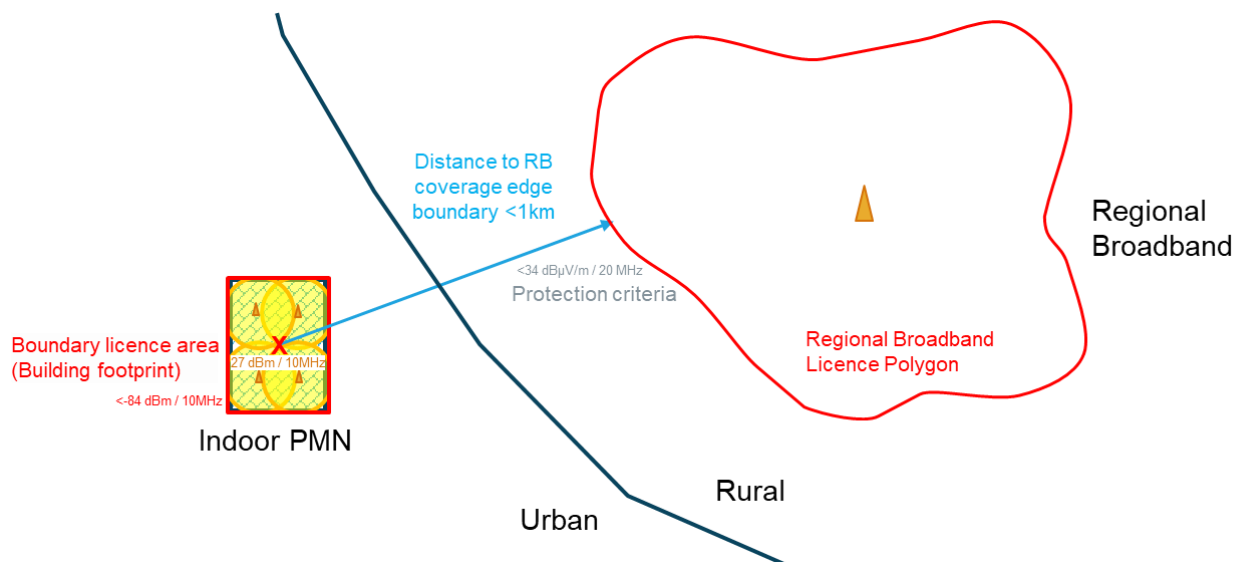 Distance to RB
coverage edge
boundary <1km
Regional
Broadband
<34 dBµV/m / 20 MHz
Protection criteria
Boundary licence area
(Building footprint)
<-84 dBm / 10MHz
X
27 dBm / 10MHz
Indoor PMN
Regional Broadband
Licence Polygon
Rural
Urban